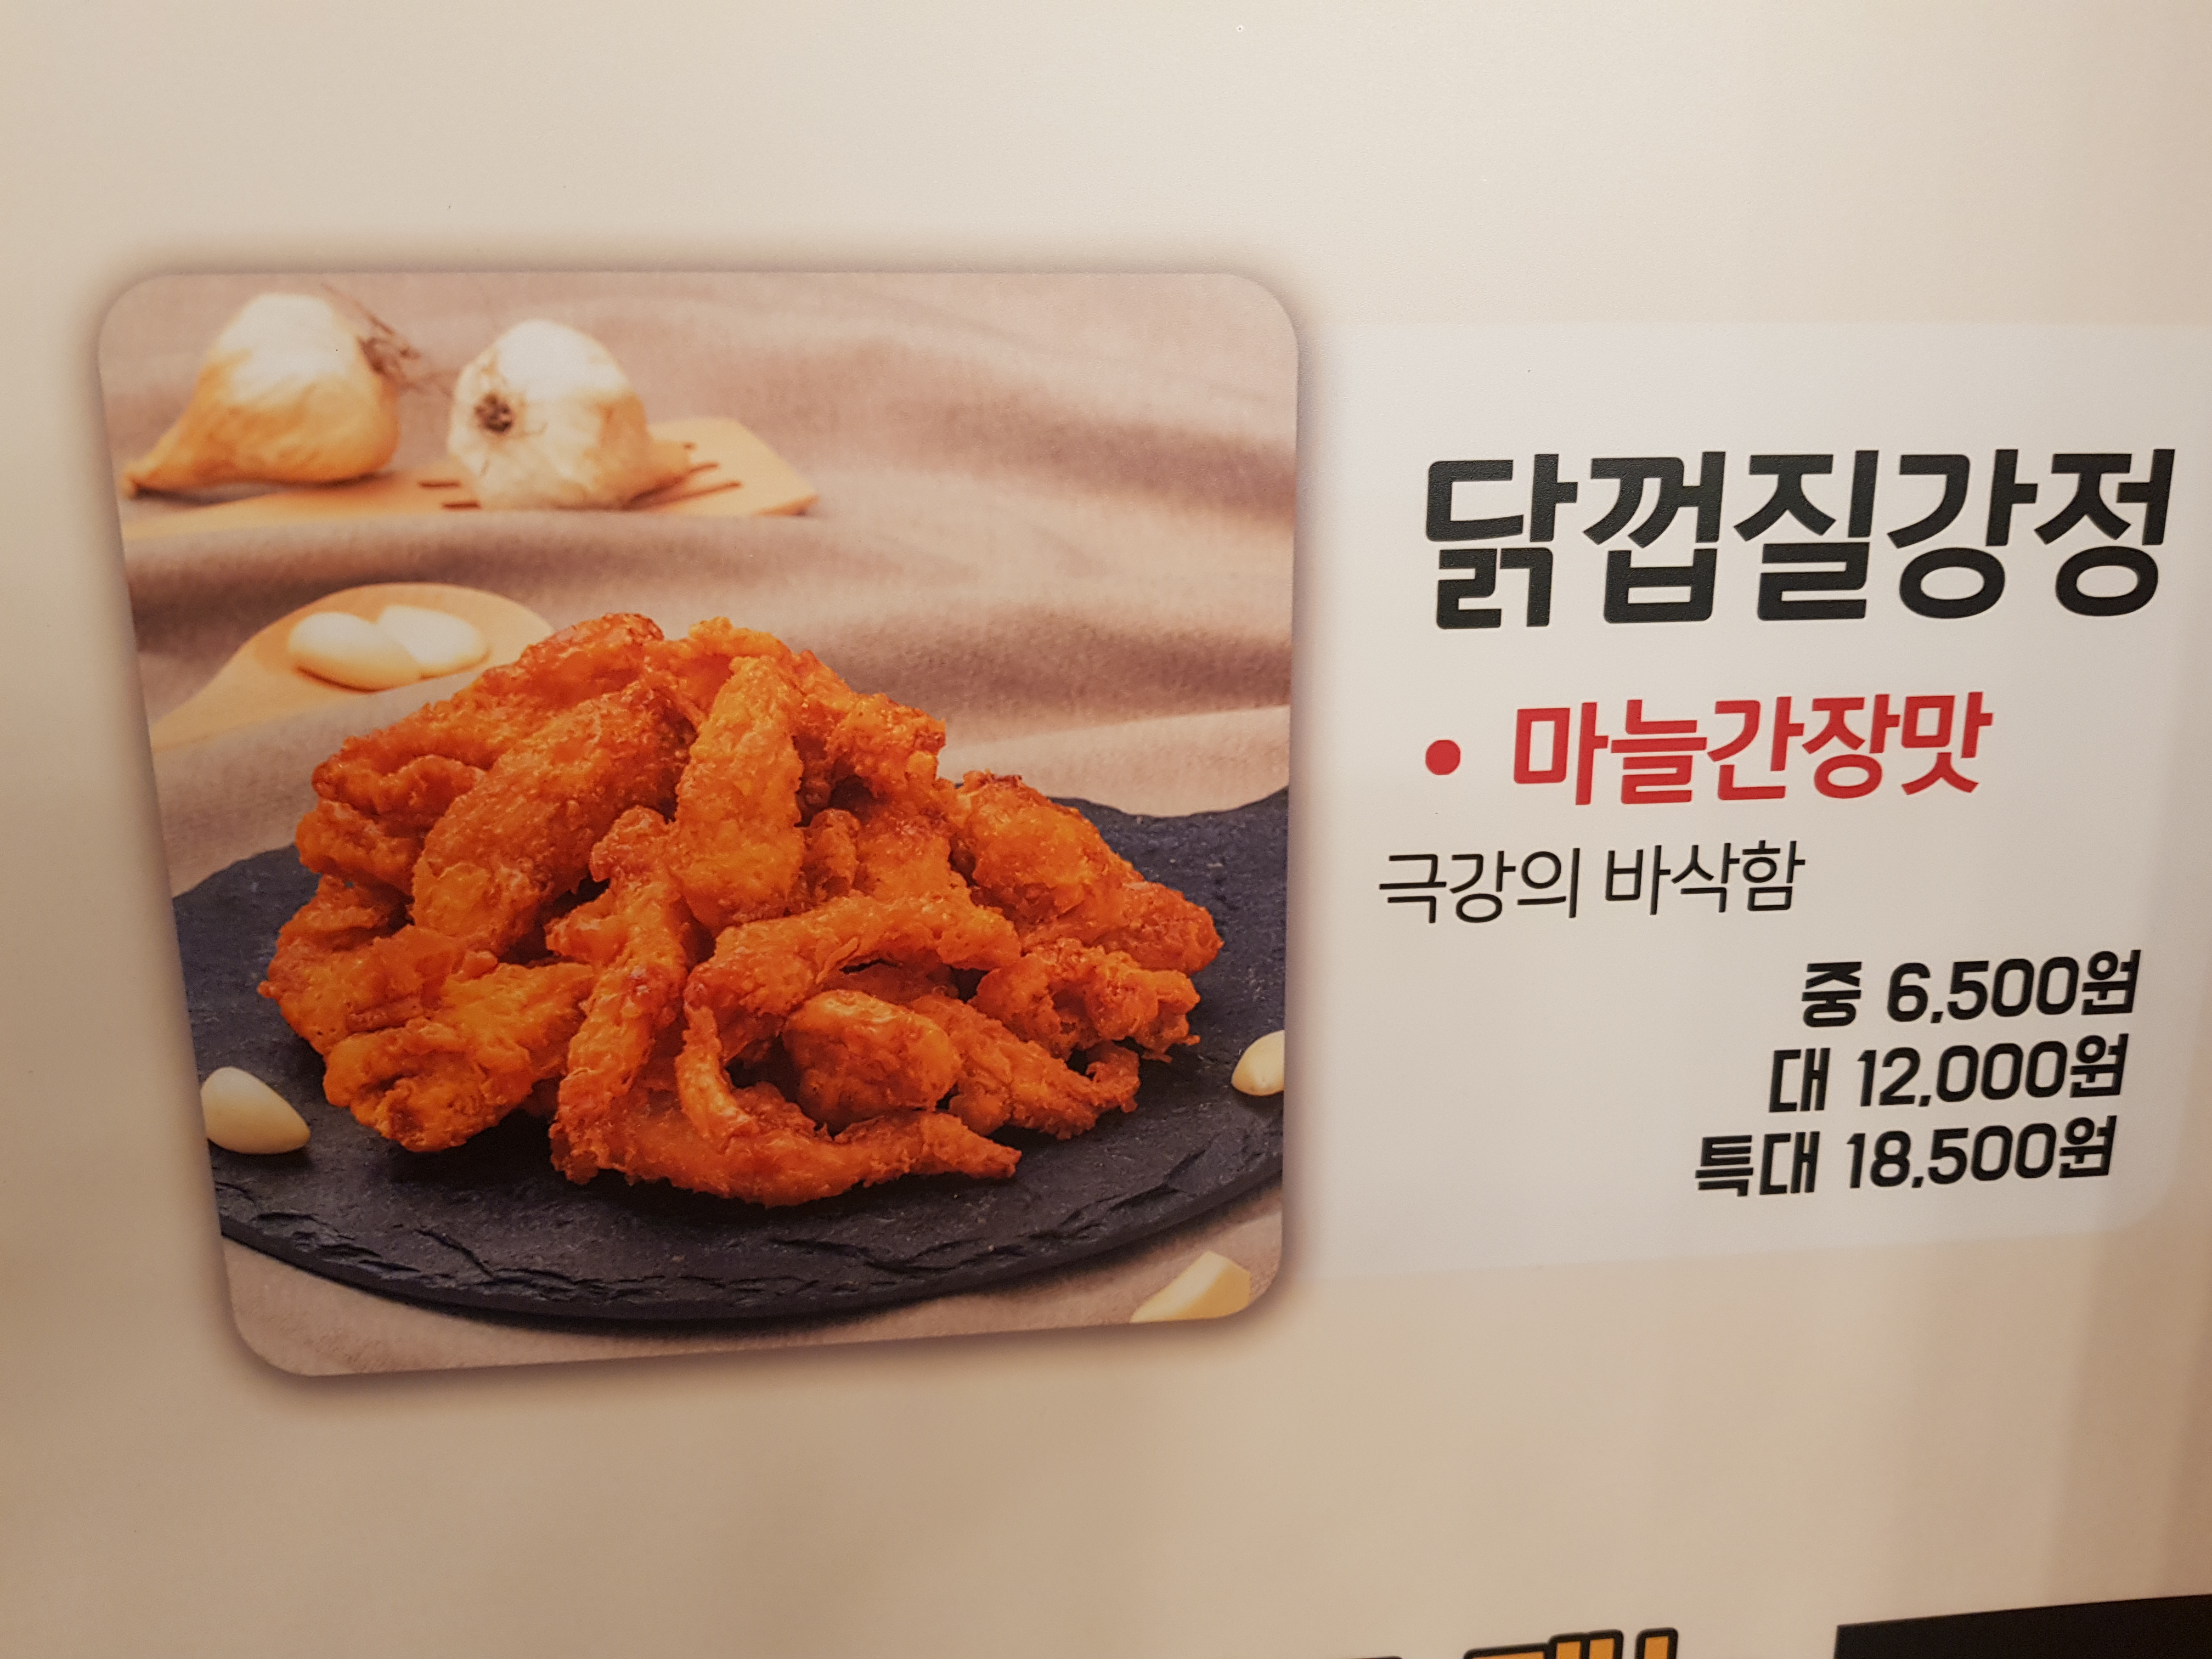 닭껍질강정
• 마늘간장맛
극강의 바삭함
중 6,500원
대 12,000원
특대 18,500원